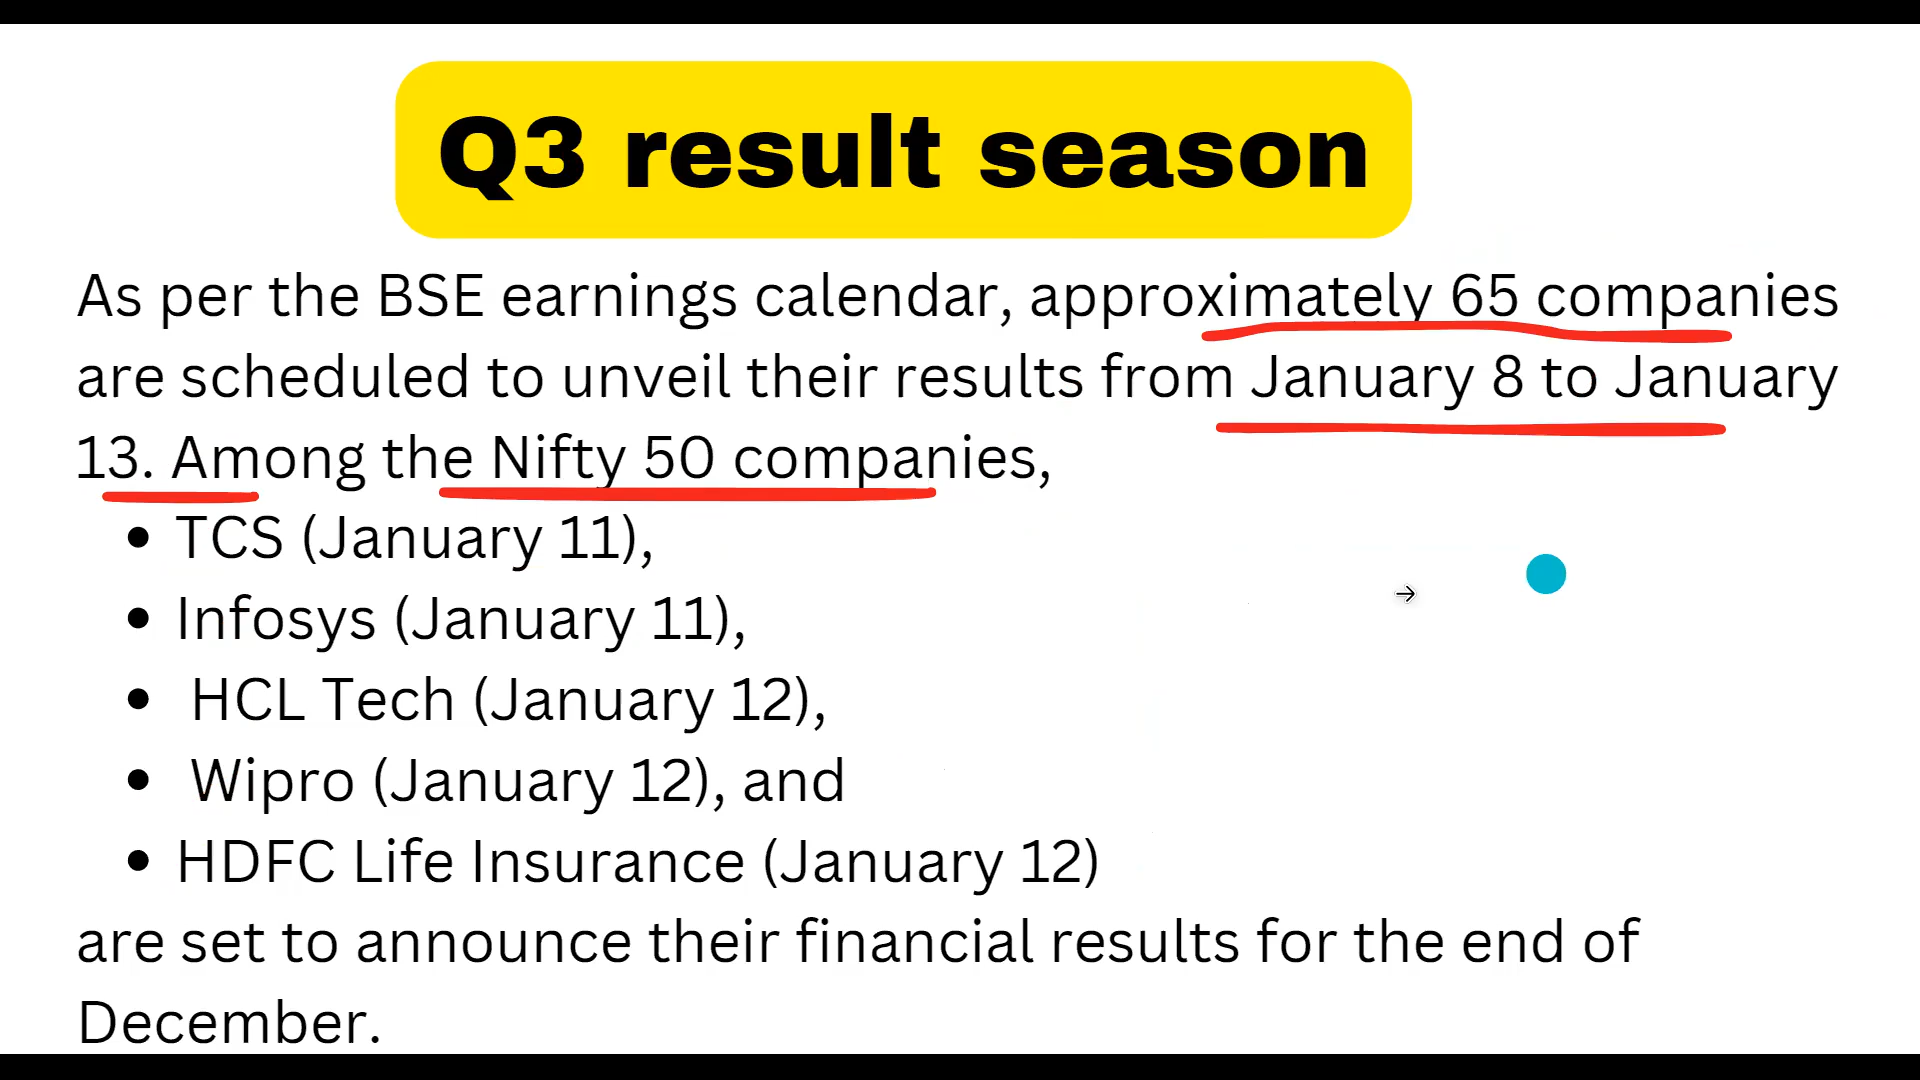 Q3 result season
As per the BSE earnings calendar, approximately 65 companies
are scheduled to unveil their results from January 8 to January
13. Among the Nifty 50 companies,
• TCS (January 11),
• Infosys (January 11),
• HCL Tech (January 12),
• Wipro (January 12), and
• HDFC Life Insurance (January 12)
are set to announce their financial results for the end of
December.